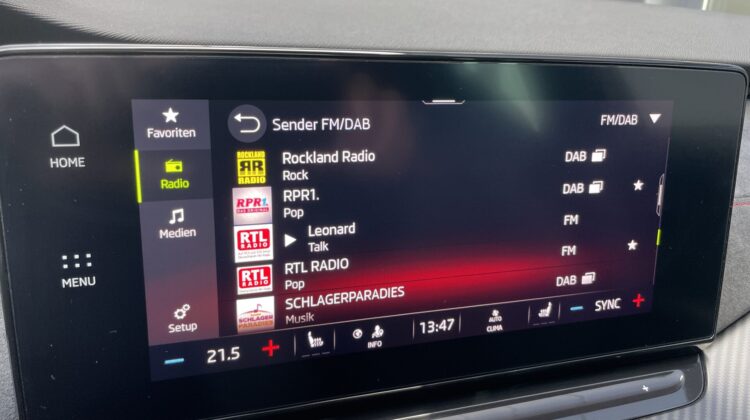 Favoriten
Sender FM/DAB
FM/DAB
HOME
Radio
Medien
MENU
Setup
ROCKLAND RADIO
Rockland Radio
DAB
Rock
RPR1.
RPR1.
DAB
Pop
RTL RADIO
Leonard
FM
Talk
RTL RADIO
RTL RADIO
FM
Pop
SCHLAGER PARADIES
SCHLAGERPARADIES
DAB
Musik
21.5
INFO
13:47
AUTO
CLIMA
SYNC